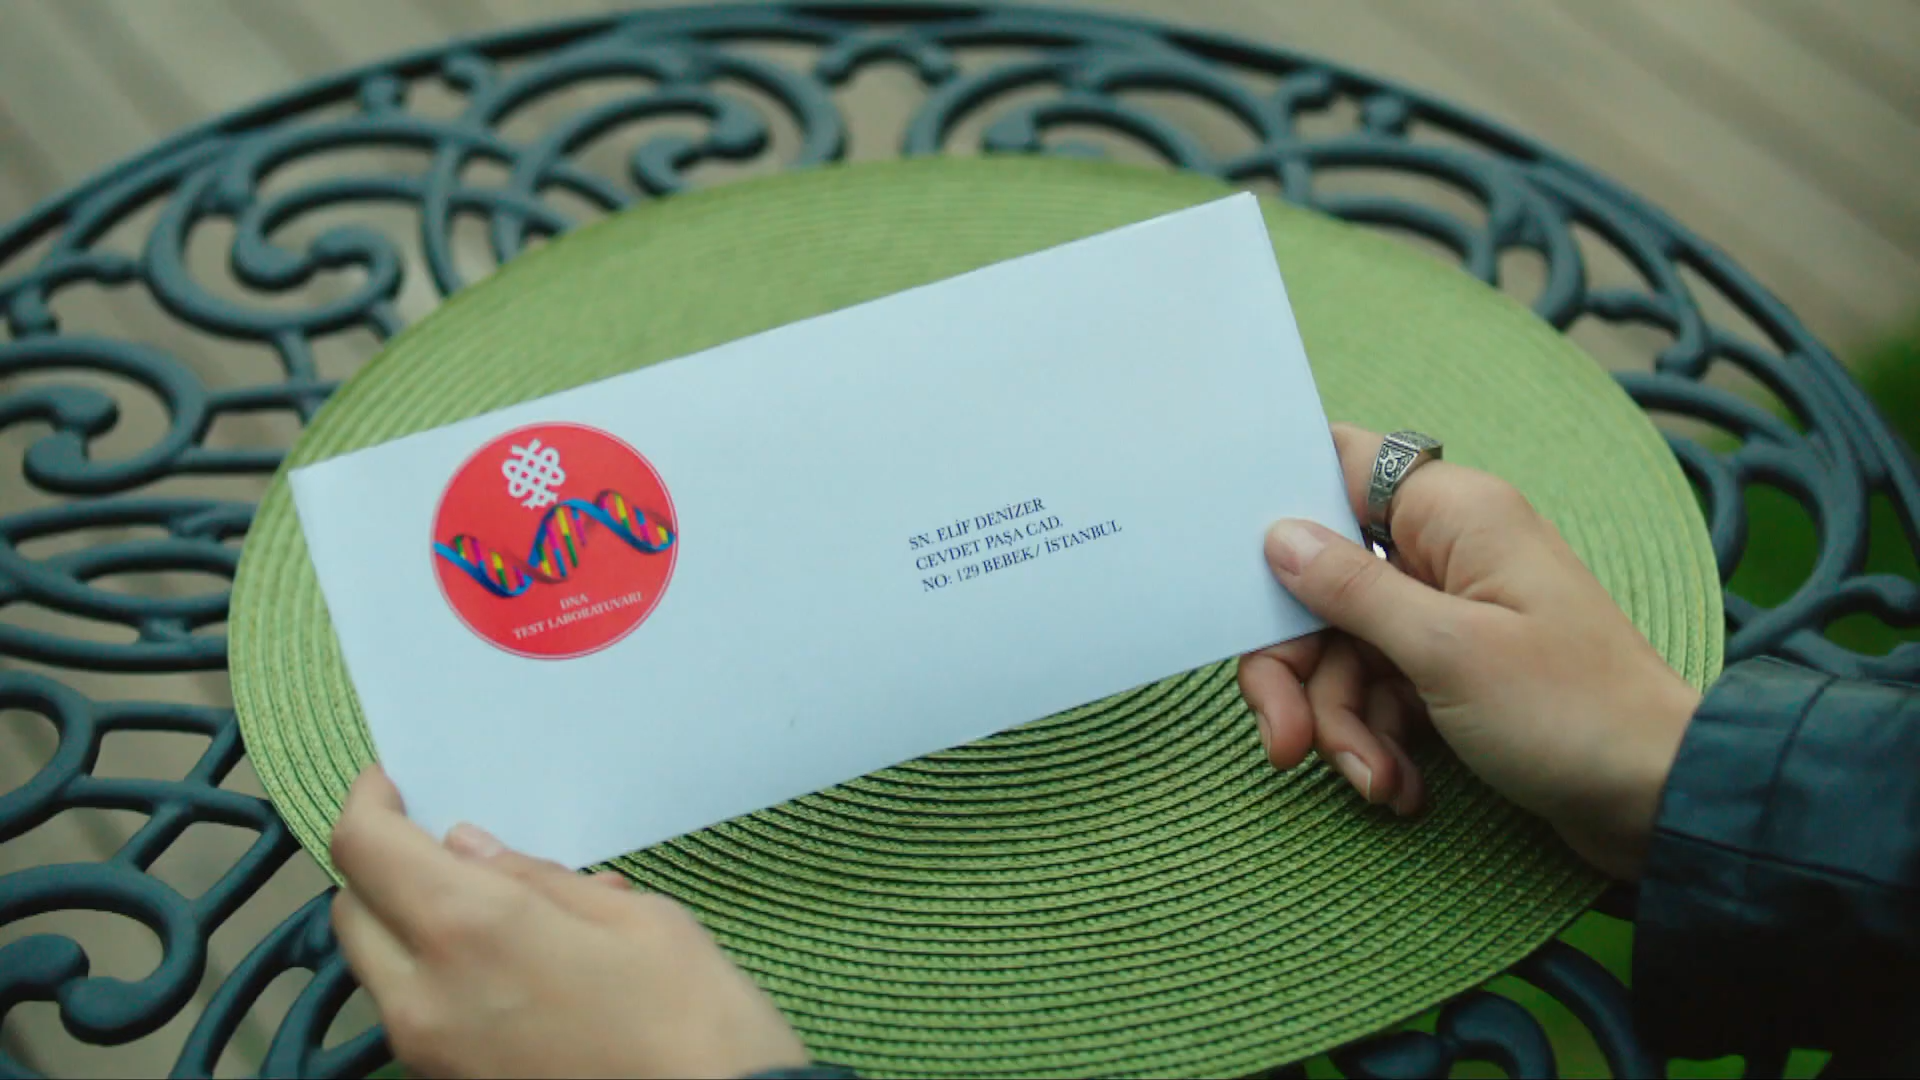 DNA
TEST LABORATUVARI
SN. ELİF DENİZER
CEVDET PAŞA CAD.
NO: 129 BEBEK/ İSTANBUL